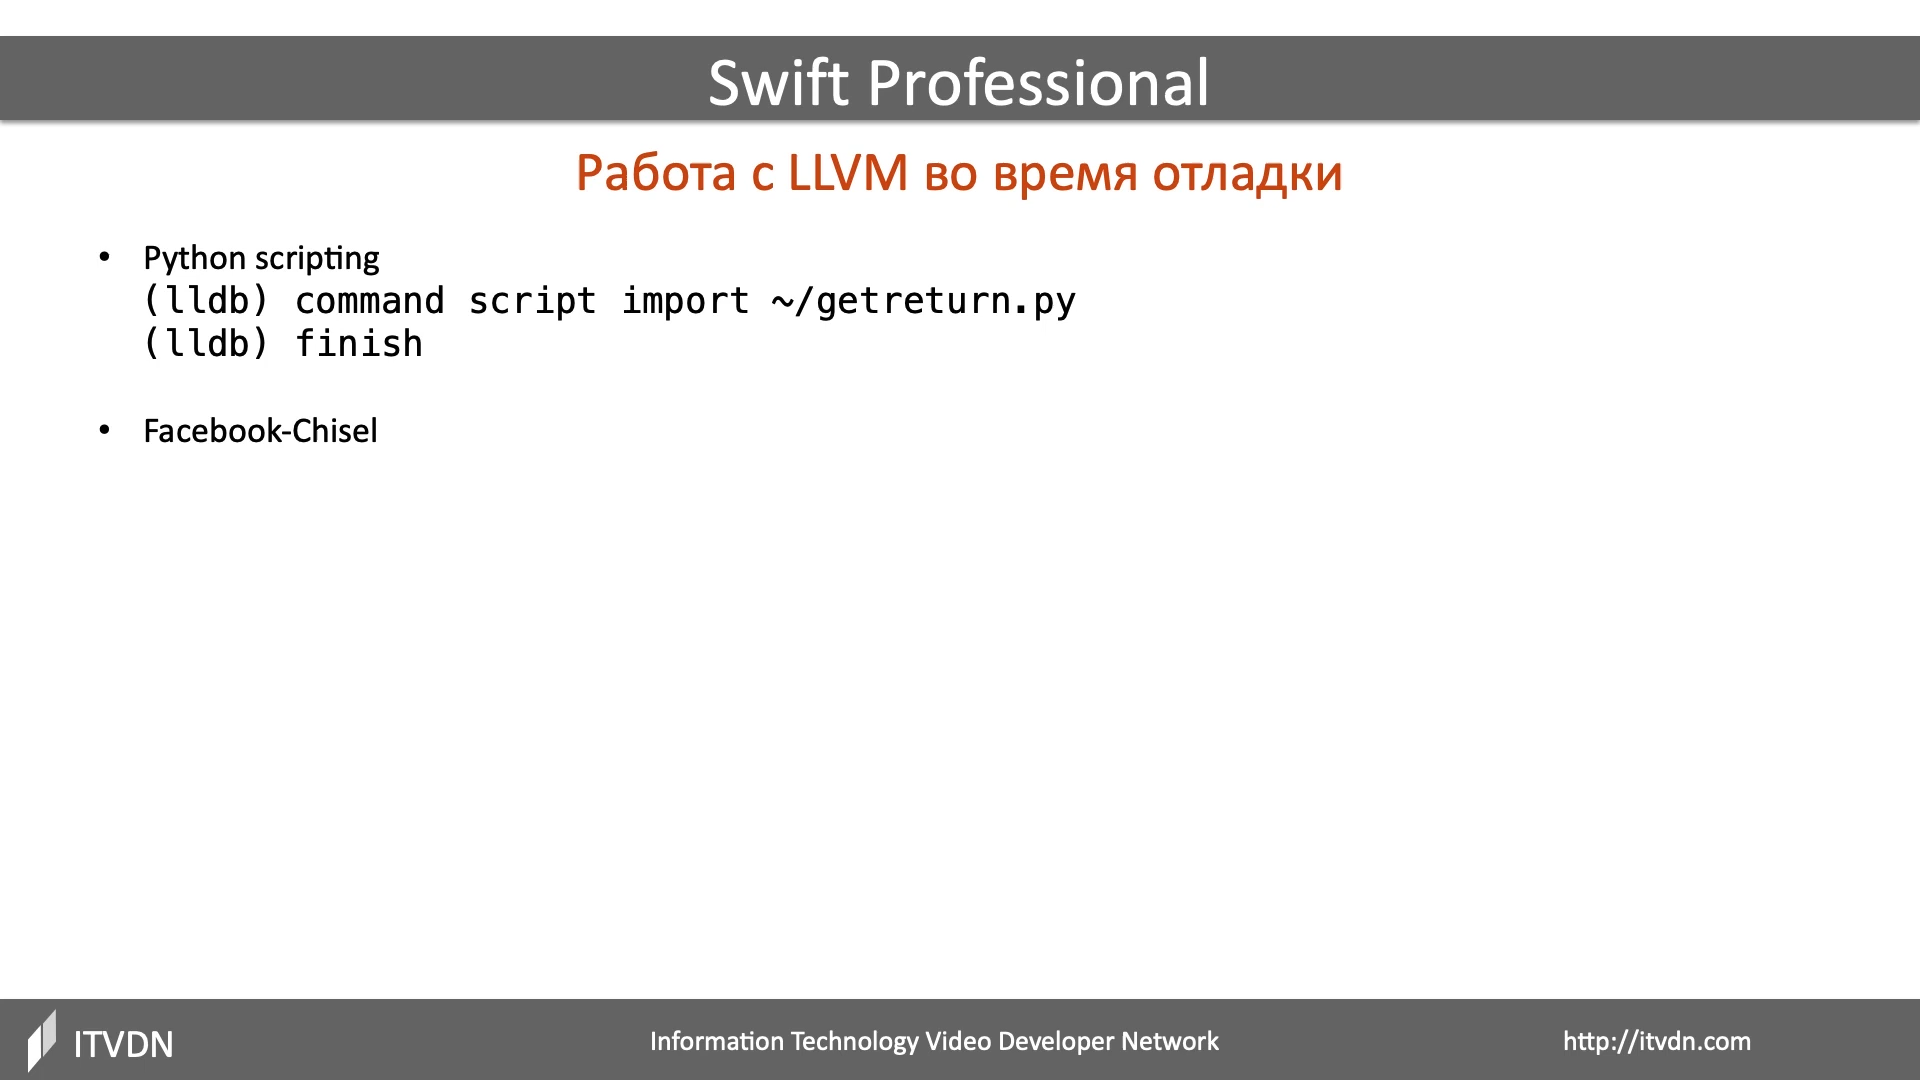 Swift Professional
Работа с LLVM во время отладки
• Python scripting
(lldb) command script import ~/getreturn.py
(lldb) finish
• Facebook-Chisel
ITVDN
Information Technology Video Developer Network
http://itvdn.com